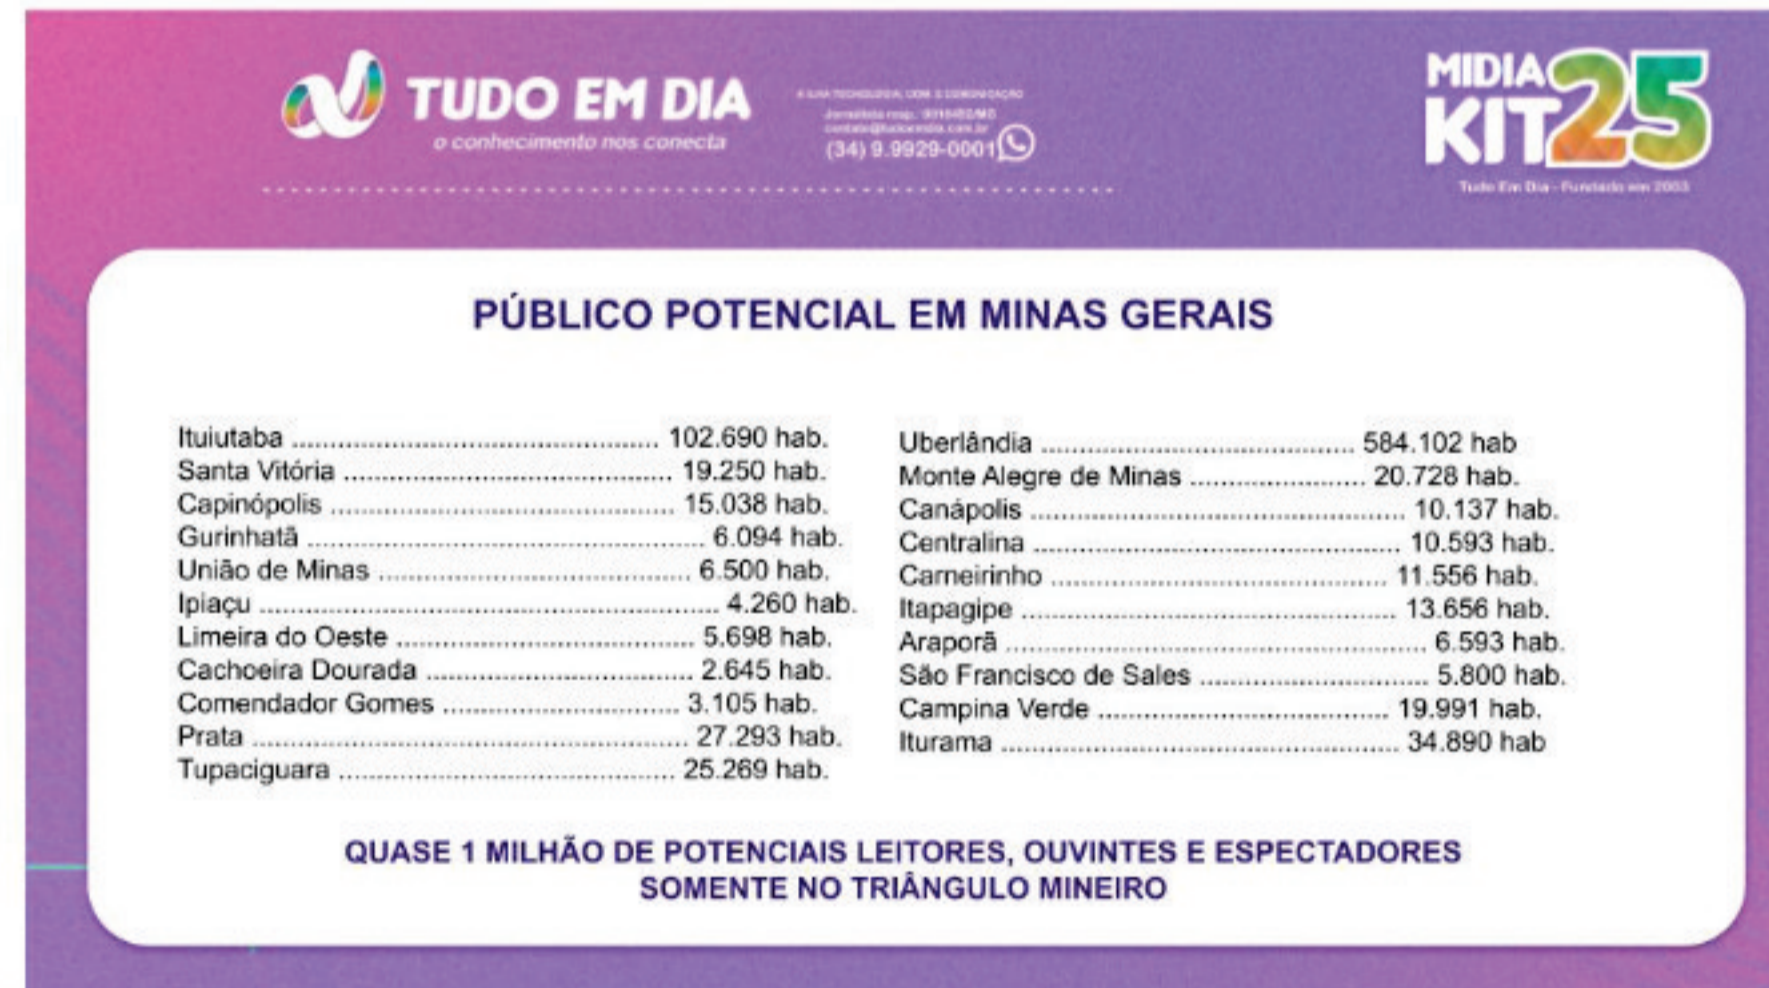 TUDO EM DIA
o conhecimento nos conecta
(34) 9.9929-0001
MIDIA
KIT25
Tudo Em Dia - Fundado em 2003
PÚBLICO POTENCIAL EM MINAS GERAIS
Ituiutaba ................................................ 102.690 hab.
Santa Vitória ........................................... 19.250 hab.
Capinópolis ............................................. 15.038 hab.
Gurinhatã .................................................... 6.094 hab.
União de Minas ......................................... 6.500 hab.
Ipiaçu ............................................................ 4.260 hab.
Limeira do Oeste ....................................... 5.698 hab.
Cachoeira Dourada ................................... 2.645 hab.
Comendador Gomes ............................... 3.105 hab.
Prata ......................................................... 27.293 hab.
Tupaciguara ............................................ 25.269 hab.
Uberlândia ......................................... 584.102 hab
Monte Alegre de Minas ....................... 20.728 hab.
Canápolis ................................................. 10.137 hab.
Centralina ................................................ 10.593 hab.
Carneirinho ............................................ 11.556 hab.
Itapagipe ................................................. 13.656 hab.
Araporã ....................................................... 6.593 hab.
São Francisco de Sales .............................. 5.800 hab.
Campina Verde ...................................... 19.991 hab.
Iturama .................................................... 34.890 hab
QUASE 1 MILHÃO DE POTENCIAIS LEITORES, OUVINTES E ESPECTADORES
SOMENTE NO TRIÂNGULO MINEIRO